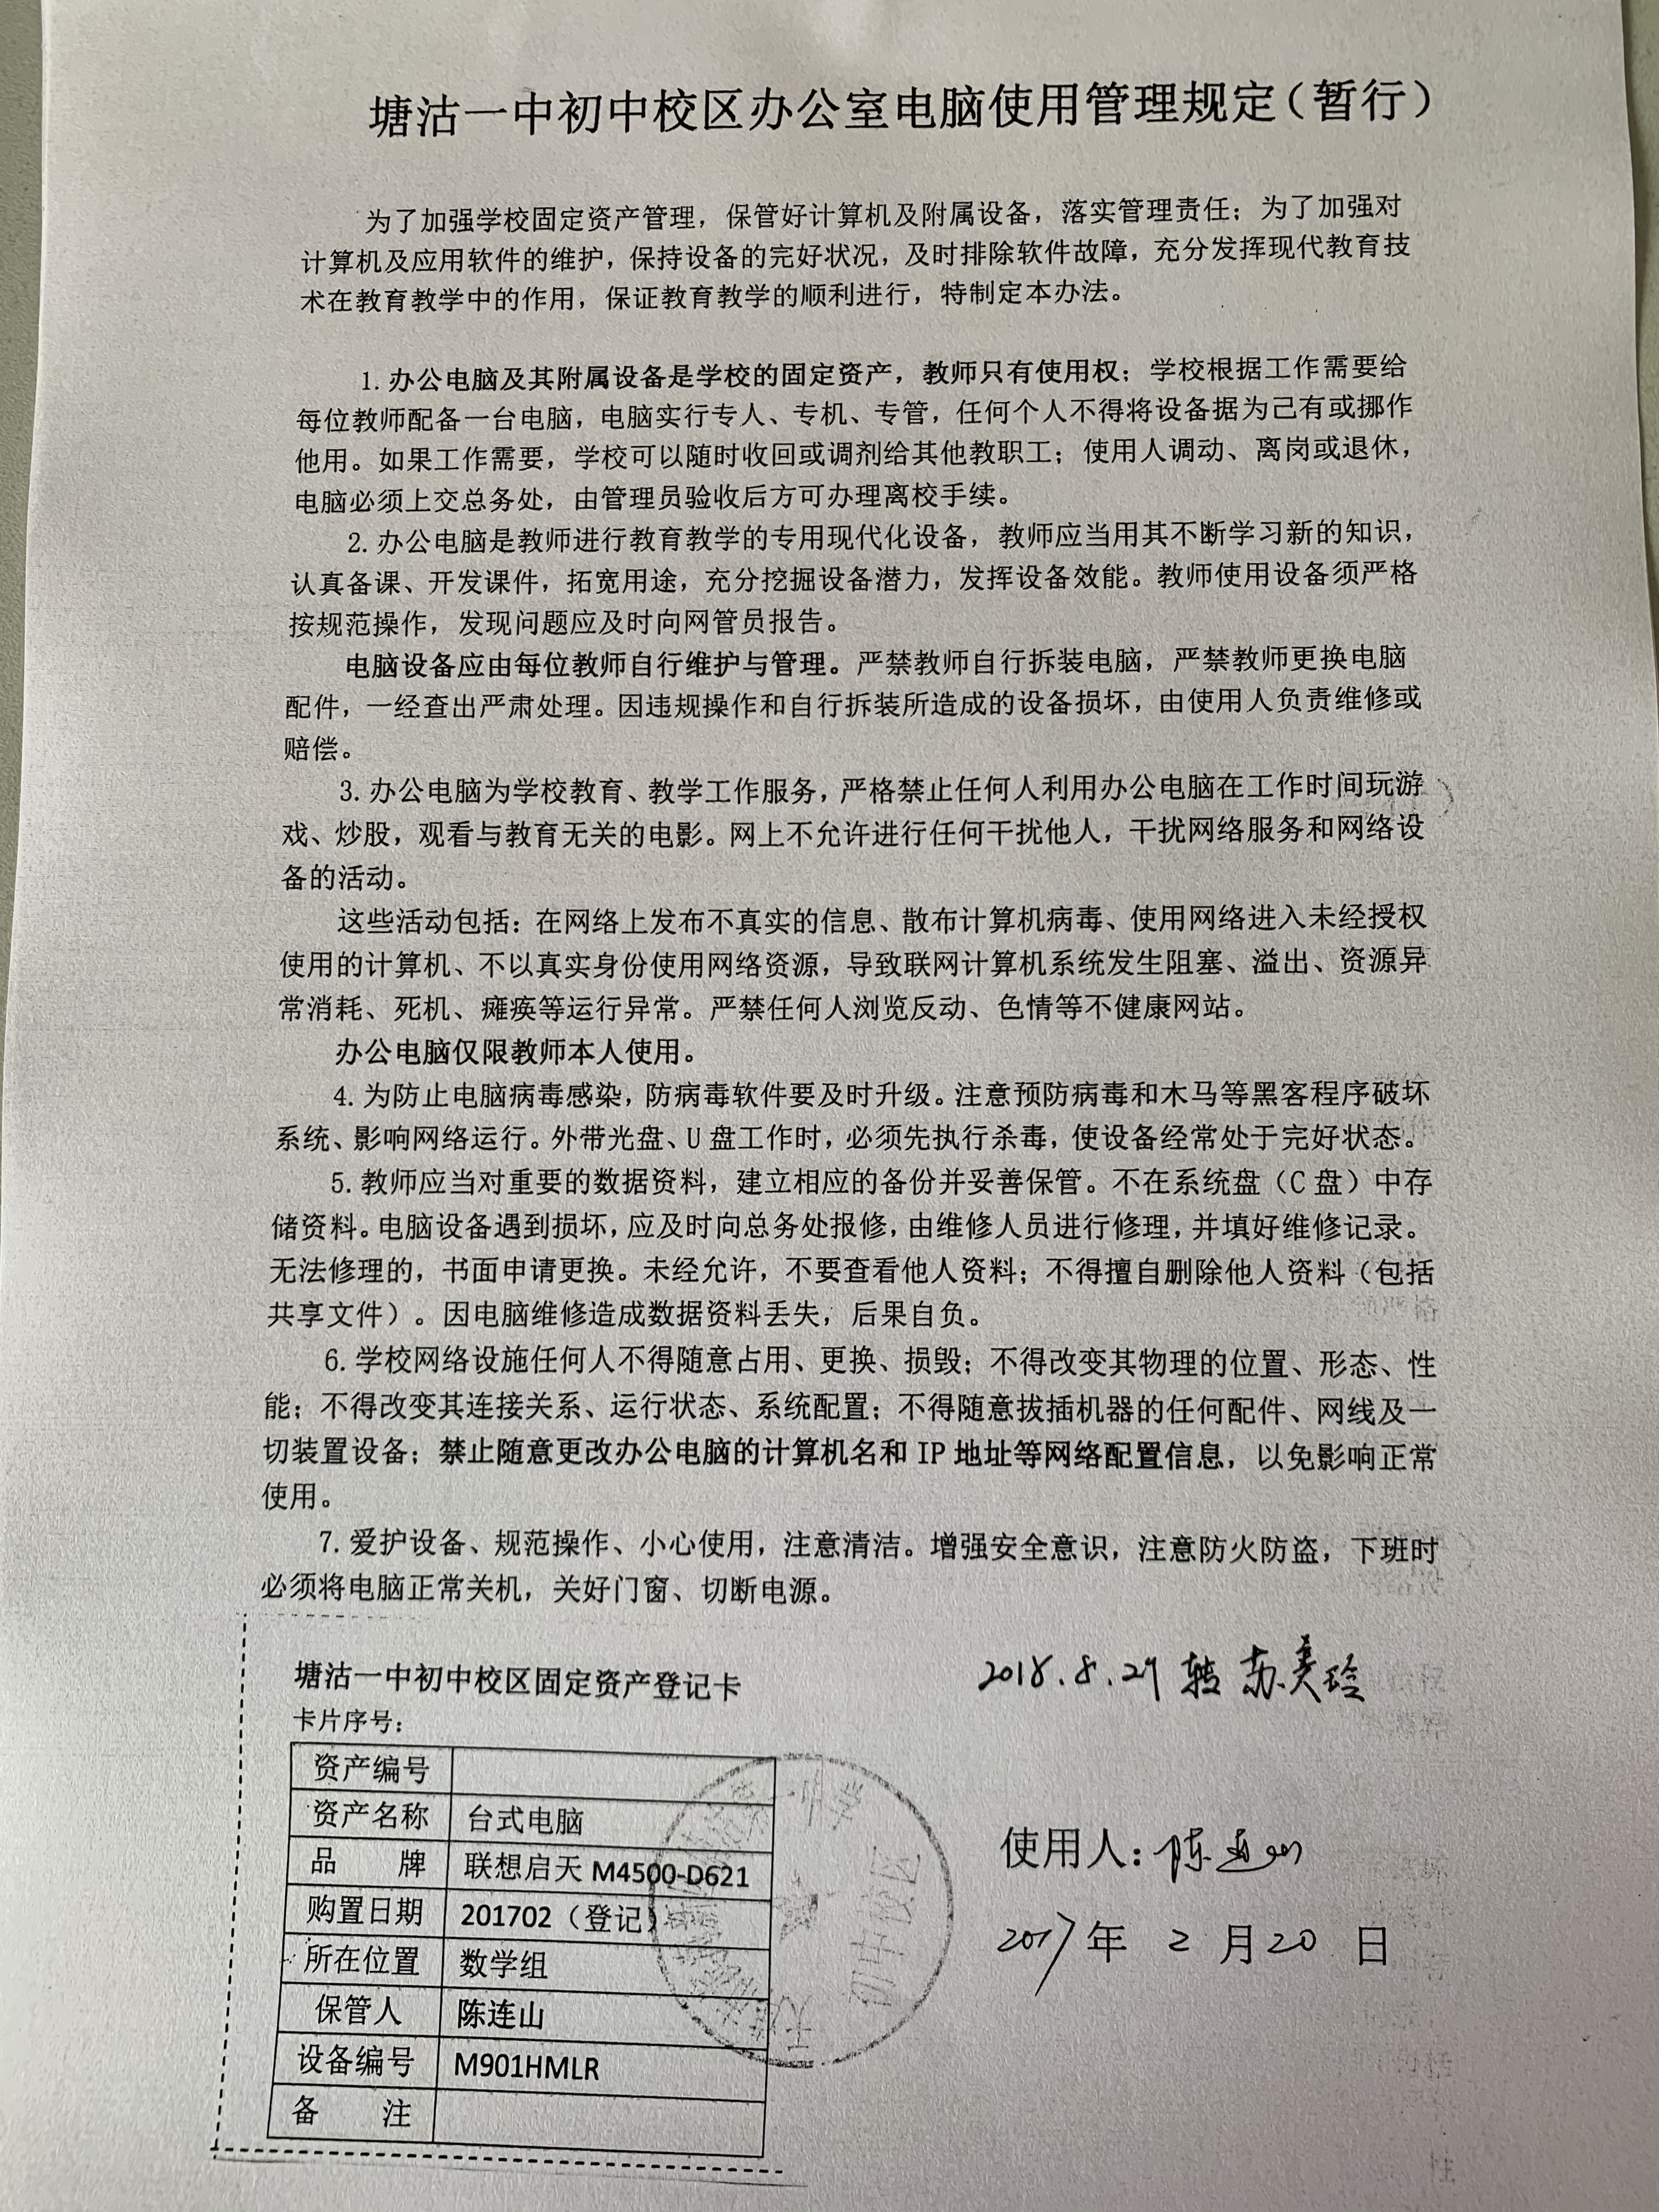 塘沽一中初中校区办公室电脑使用管理规定（暂行）
为了加强学校固定资产管理，保管好计算机及附属设备，落实管理责任；为了加强对
计算机及应用软件的维护，保持设备的完好状况，及时排除软件故障，充分发挥现代教育技
术在教育教学中的作用，保证教育教学的顺利进行，特制定本办法。
1.办公电脑及其附属设备是学校的固定资产，教师只有使用权；学校根据工作需要给
每位教师配备一台电脑，电脑实行专人、专机、专管，任何个人不得将设备据为己有或挪作
他用。如果工作需要，学校可以随时收回或调剂给其他教职工；使用人调动、离岗或退休，
电脑必须上交总务处，由管理员验收后方可办理离校手续。
2.办公电脑是教师进行教育教学的专用现代化设备，教师应当用其不断学习新的知识，
认真备课、开发课件，拓宽用途，充分挖掘设备潜力，发挥设备效能。教师使用设备须严格
按规范操作，发现问题应及时向网管员报告。
电脑设备应由每位教师自行维护与管理。严禁教师自行拆装电脑，严禁教师更换电脑
配件，一经查出严肃处理。因违规操作和自行拆装所造成的设备损坏，由使用人负责维修或
赔偿。
3.办公电脑为学校教育、教学工作服务，严格禁止任何人利用办公电脑在工作时间玩游
戏、炒股，观看与教育无关的电影。网上不允许进行任何干扰他人，干扰网络服务和网络设
备的活动。
这些活动包括：在网络上发布不真实的信息、散布计算机病毒、使用网络进入未经授权
使用的计算机、不以真实身份使用网络资源，导致联网计算机系统发生阻塞、溢出、资源异
常消耗、死机、瘫痪等运行异常。严禁任何人浏览反动、色情等不健康网站。
办公电脑仅限教师本人使用。
4.为防止电脑病毒感染，防病毒软件要及时升级。注意预防病毒和木马等黑客程序破坏
系统、影响网络运行。外带光盘、U盘工作时，必须先执行杀毒，使设备经常处于完好状态。
5.教师应当对重要的数据资料，建立相应的备份并妥善保管。不在系统盘（C盘）中存
储资料。电脑设备遇到损坏，应及时向总务处报修，由维修人员进行修理，并填好维修记录。
无法修理的，书面申请更换。未经允许，不要查看他人资料；不得擅自删除他人资料（包括
共享文件）。因电脑维修造成数据资料丢失，后果自负。
6.学校网络设施任何人不得随意占用、更换、损毁；不得改变其物理的位置、形态、性
能；不得改变其连接关系、运行状态、系统配置；不得随意拔插机器的任何配件、网线及一
切装置设备；禁止随意更改办公电脑的计算机名和 IP 地址等网络配置信息，以免影响正常
使用。
7.爱护设备、规范操作、小心使用，注意清洁。增强安全意识，注意防火防盗，下班时
必须将电脑正常关机，关好门窗、切断电源。
2018.8.29 转 苏美玲
塘沽一中初中校区固定资产登记卡
卡片序号：
资产编号
资产名称 台式电脑
品 牌 联想启天 M4500-D621
购置日期 201702（登记）
所在位置 数学组
保管人 陈连山
设备编号 M901HMLR
备 注
使用人：陈连山
2017年 2 月20 日
初中校区